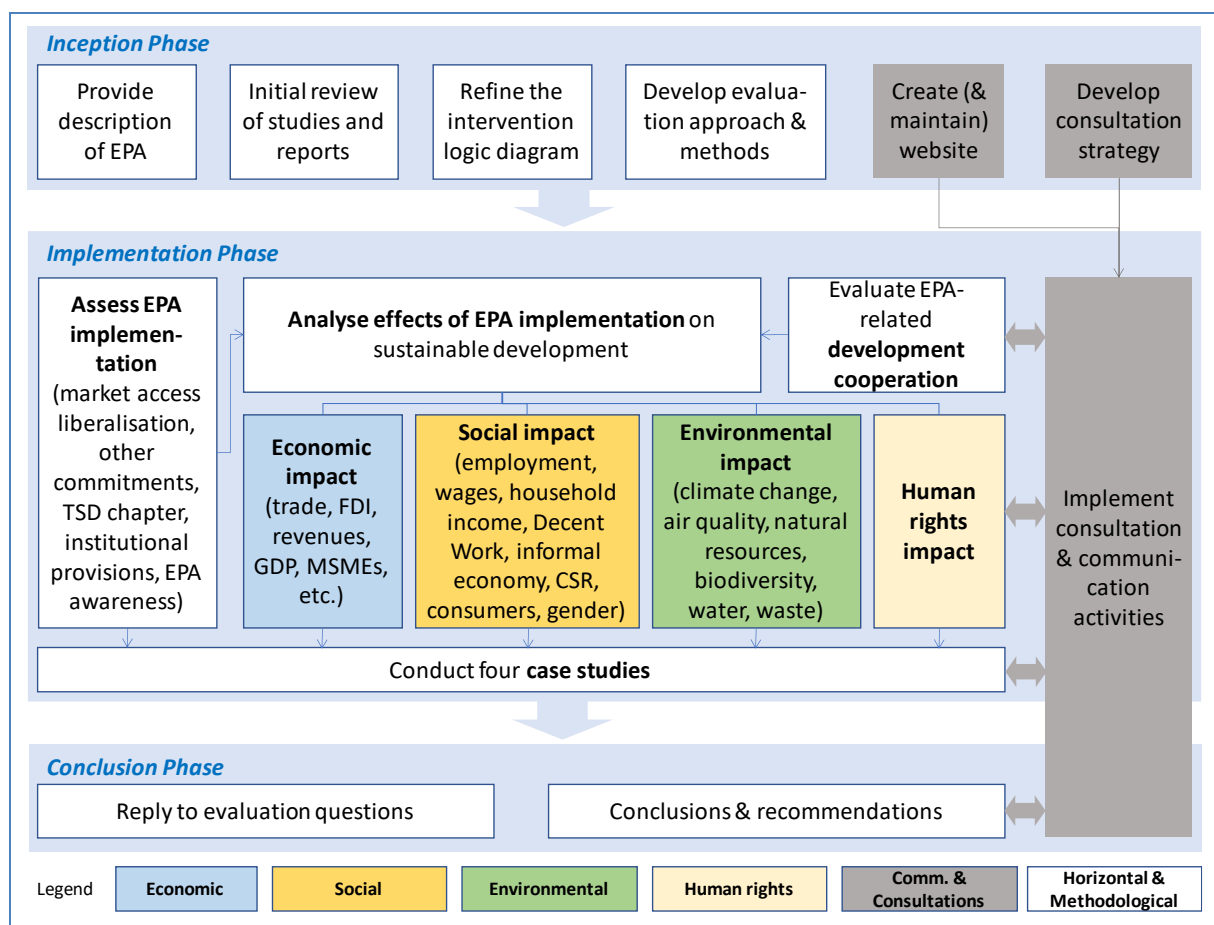 Inception Phase
Provide
description
of EPA
Initial review
of studies and
reports
Refine the
intervention
logic diagram
Develop evalua-
tion approach &
methods
Create (&
maintain)
website
Develop
consultation
strategy
Implementation Phase
Assess EPA
implemen-
tation
(market access
liberalisation,
other
commitments,
TSD chapter,
institutional
provisions, EPA
awareness)
Analyse effects of EPA implementation on
sustainable development
Evaluate EPA-
related
development
cooperation
Economic
impact
(trade, FDI,
revenues,
GDP, MSMEs,
etc.)
Social impact
(employment,
wages, household
income, Decent
Work, informal
economy, CSR,
consumers, gender)
Environmental
impact
(climate change,
air quality, natural
resources,
biodiversity,
water, waste)
Human
rights
impact
Implement
consultation
& communi-
cation
activities
Conduct four case studies
Conclusion Phase
Reply to evaluation questions
Conclusions & recommendations
Legend
Economic
Social
Environmental
Human rights
Comm. &
Consultations
Horizontal &
Methodological